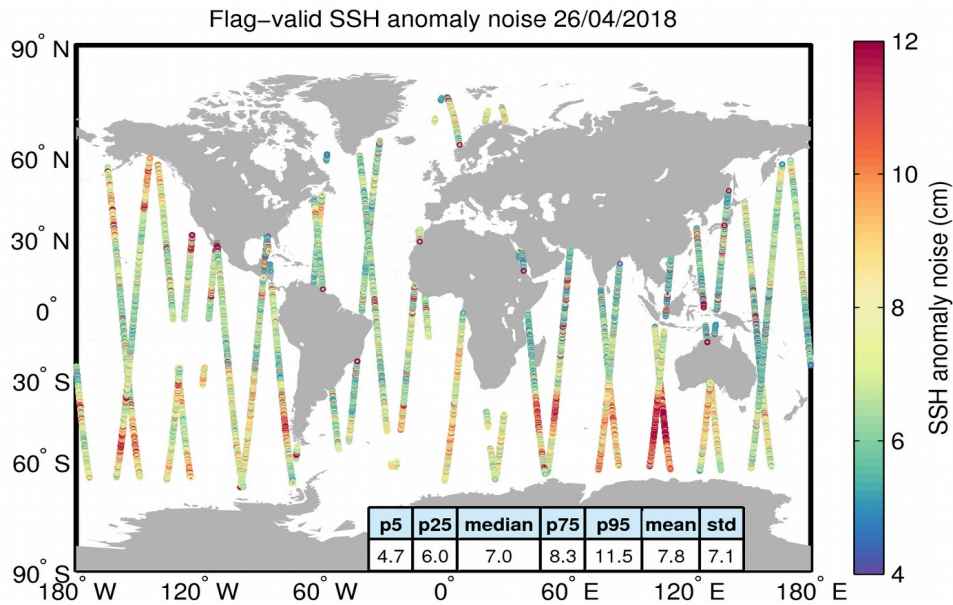 Flag−valid SSH anomaly noise 26/04/2018
90° N
60° N
30° N
0°
30° S
60° S
90° S
180° W
120° W
60° W
0°
60° E
120° E
180° E
p5 p25 median p75 p95 mean std
4.7 6.0 7.0 8.3 11.5 7.8 7.1
12
10
8
6
4
SSH anomaly noise (cm)